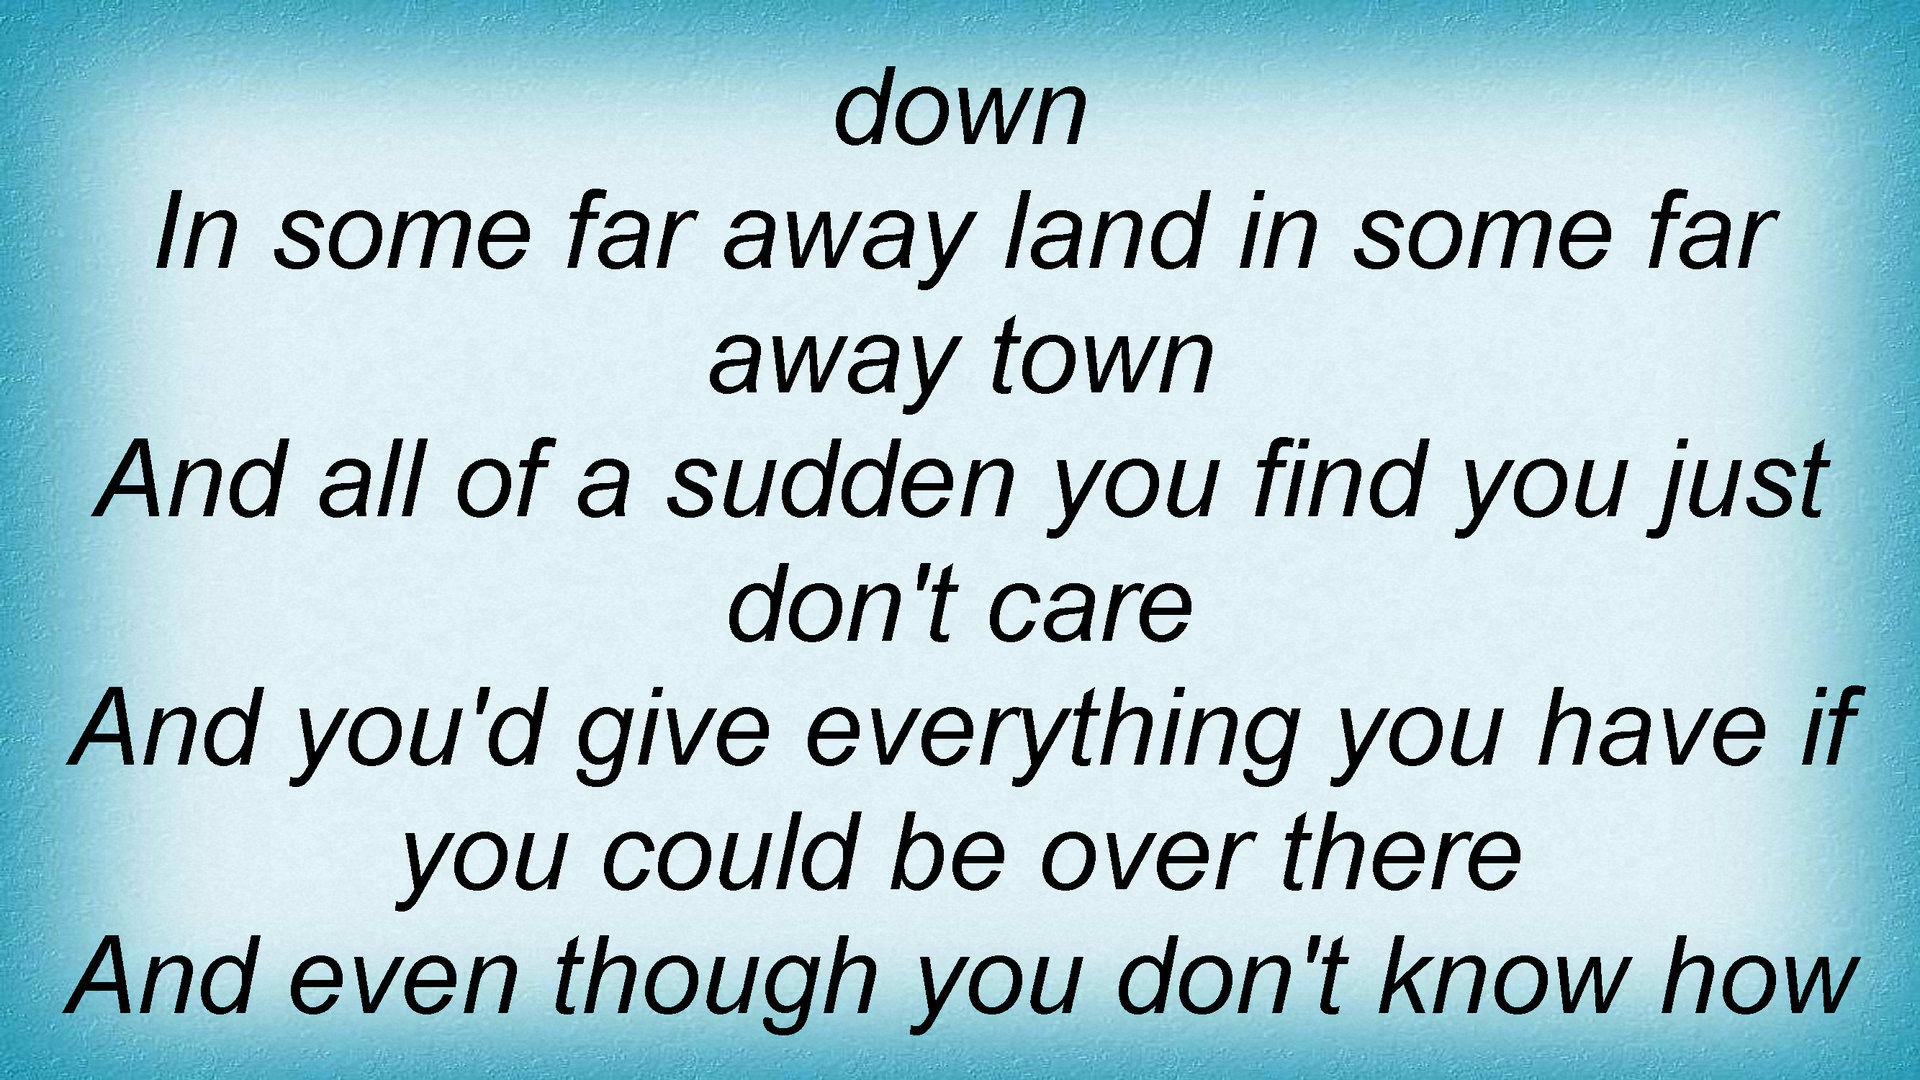 down
In some far away land in some far
away town
And all of a sudden you find you just
don't care
And you'd give everything you have if
you could be over there
And even though you don't know how